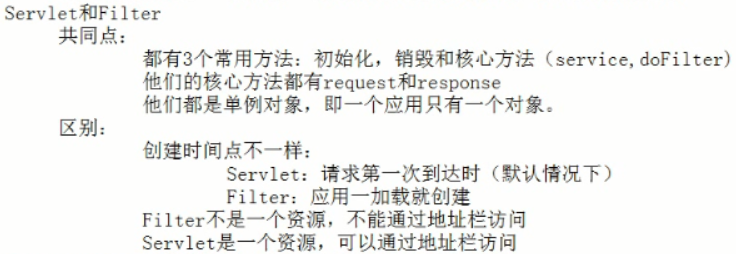 Servlet和Filter
共同点：
都有3个常用方法：初始化，销毁和核心方法（service,doFilter)
他们的核心方法都有request和response
他们都是单例对象，即一个应用只有一个对象。
区别：
创建时间点不一样：
Servlet：请求第一次到达时（默认情况下）
Filter：应用一加载就创建
Filter不是一个资源，不能通过地址栏访问
Servlet是一个资源，可以通过地址栏访问